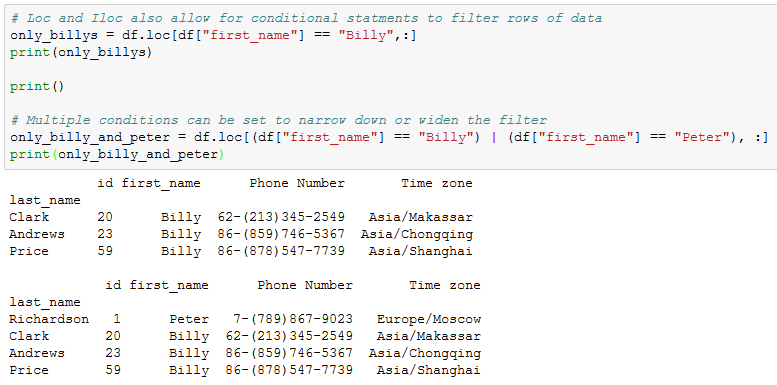 # Loc and Iloc also allow for conditional statments to filter rows of data
only_billys = df.loc[df["first_name"] == "Billy",:]
print(only_billys)
print()
# Multiple conditions can be set to narrow down or widen the filter
only_billy_and_peter = df.loc[(df["first_name"] == "Billy") | (df["first_name"] == "Peter"), :]
print(only_billy_and_peter)
id first_name Phone Number Time zone
last_name
Clark 20 Billy 62-(213)345-2549 Asia/Makassar
Andrews 23 Billy 86-(859)746-5367 Asia/Chongqing
Price 59 Billy 86-(878)547-7739 Asia/Shanghai
id first_name Phone Number Time zone
last_name
Richardson 1 Peter 7-(789)867-9023 Europe/Moscow
Clark 20 Billy 62-(213)345-2549 Asia/Makassar
Andrews 23 Billy 86-(859)746-5367 Asia/Chongqing
Price 59 Billy 86-(878)547-7739 Asia/Shanghai